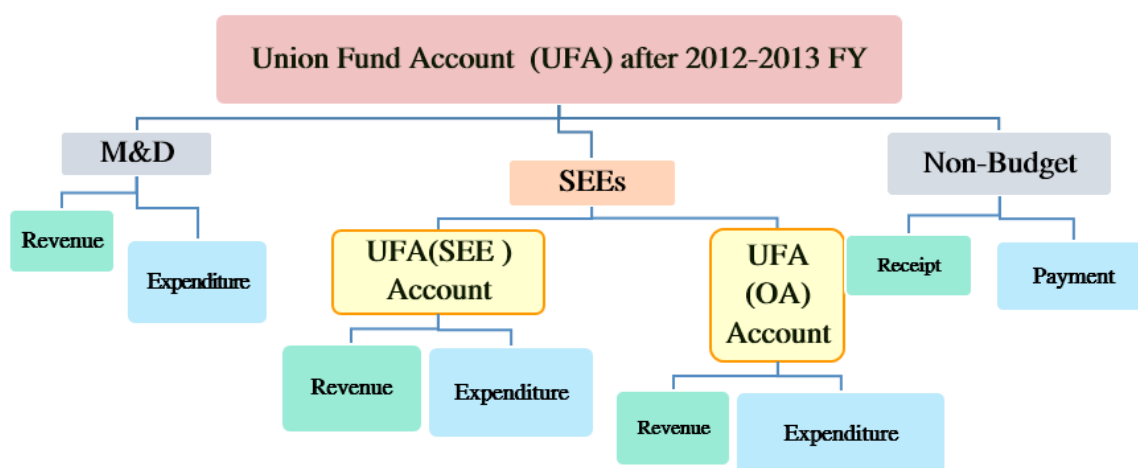 Union Fund Account (UFA) after 2012-2013 FY
M&D
SEEs
Non-Budget
Revenue
Expenditure
UFA(SEE )
Account
UFA
(OA)
Account
Receipt
Payment
Revenue
Expenditure
Revenue
Expenditure